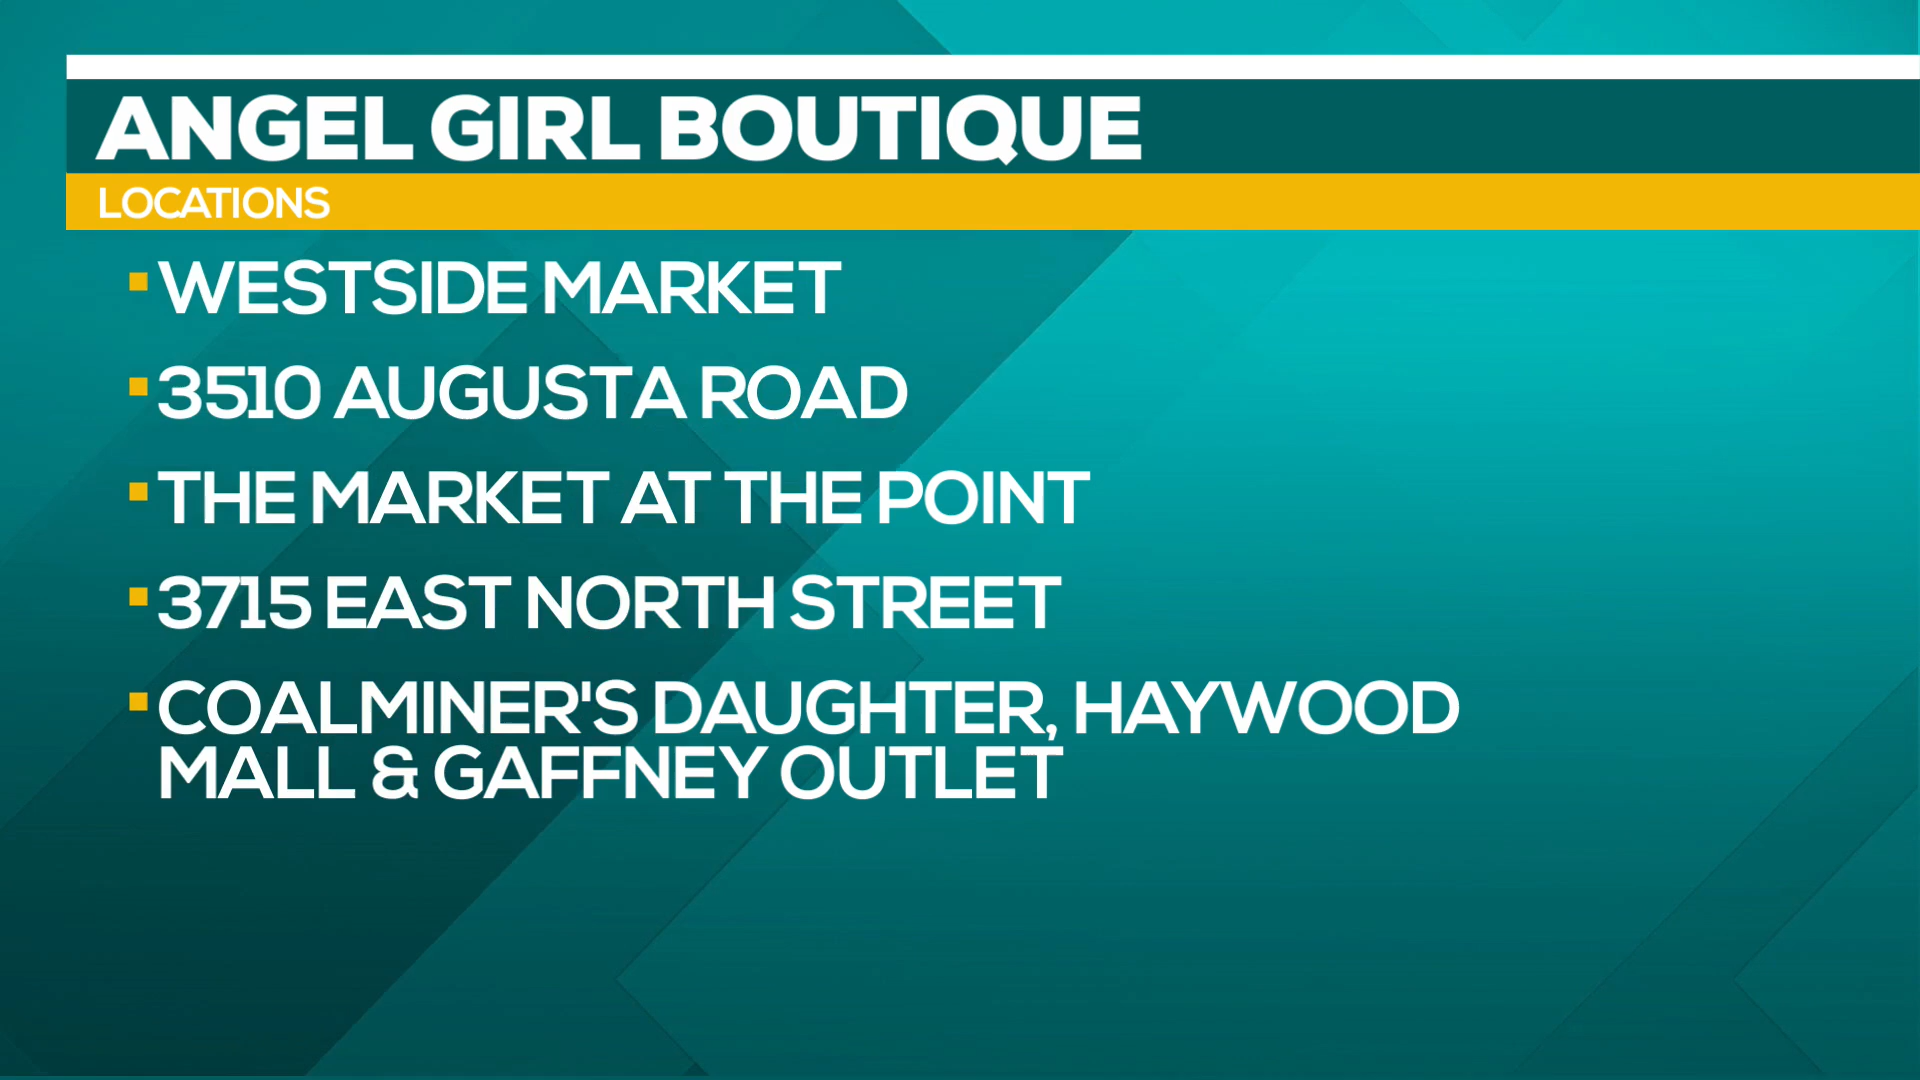 ANGEL GIRL BOUTIQUE
LOCATIONS
▪ WESTSIDE MARKET
▪ 3510 AUGUSTA ROAD
▪ THE MARKET AT THE POINT
▪ 3715 EAST NORTH STREET
▪ COALMINER'S DAUGHTER, HAYWOOD
MALL & GAFFNEY OUTLET